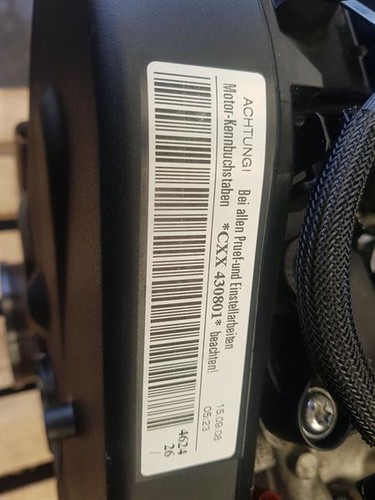 ACHTUNG! Bei allen Pruef-und Einstellarbeiten
Motor-Kennbuchstaben *CXX 430801* beachten!
15.09.08
05:23
4624
26 /